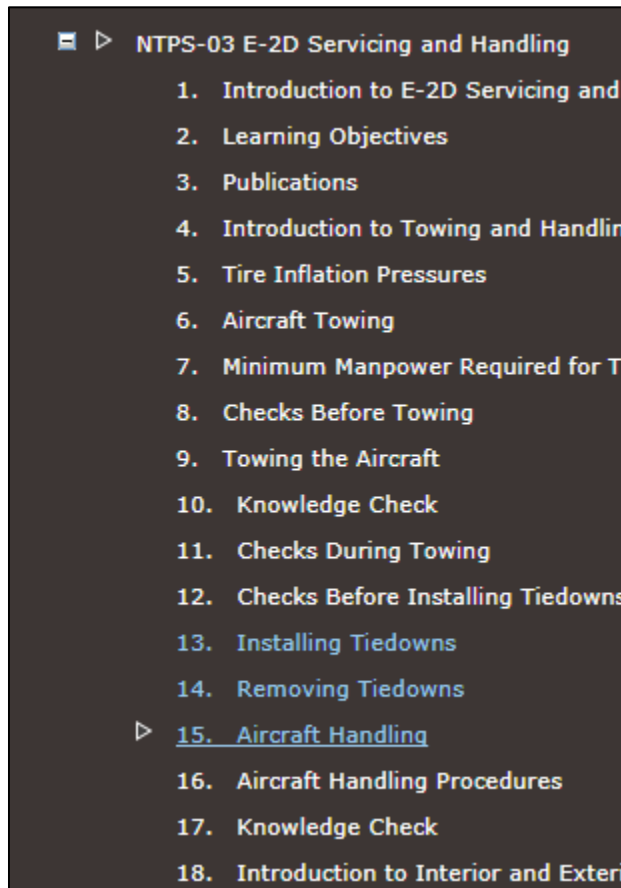 NTPS-03 E-2D Servicing and Handling
1. Introduction to E-2D Servicing and
2. Learning Objectives
3. Publications
4. Introduction to Towing and
5. Tire Inflation Pressures
6. Aircraft Towing
7. Minimum Manpower Required for
8. Checks Before Towing
9. Towing the Aircraft
10. Knowledge Check
11. Checks During Towing
12. Checks Before Installing Tiedowns
13. Installing Tiedowns
14. Removing Tiedowns
15. Aircraft Handling
16. Aircraft Handling Procedures
17. Knowledge Check
18. Introduction to Interior and